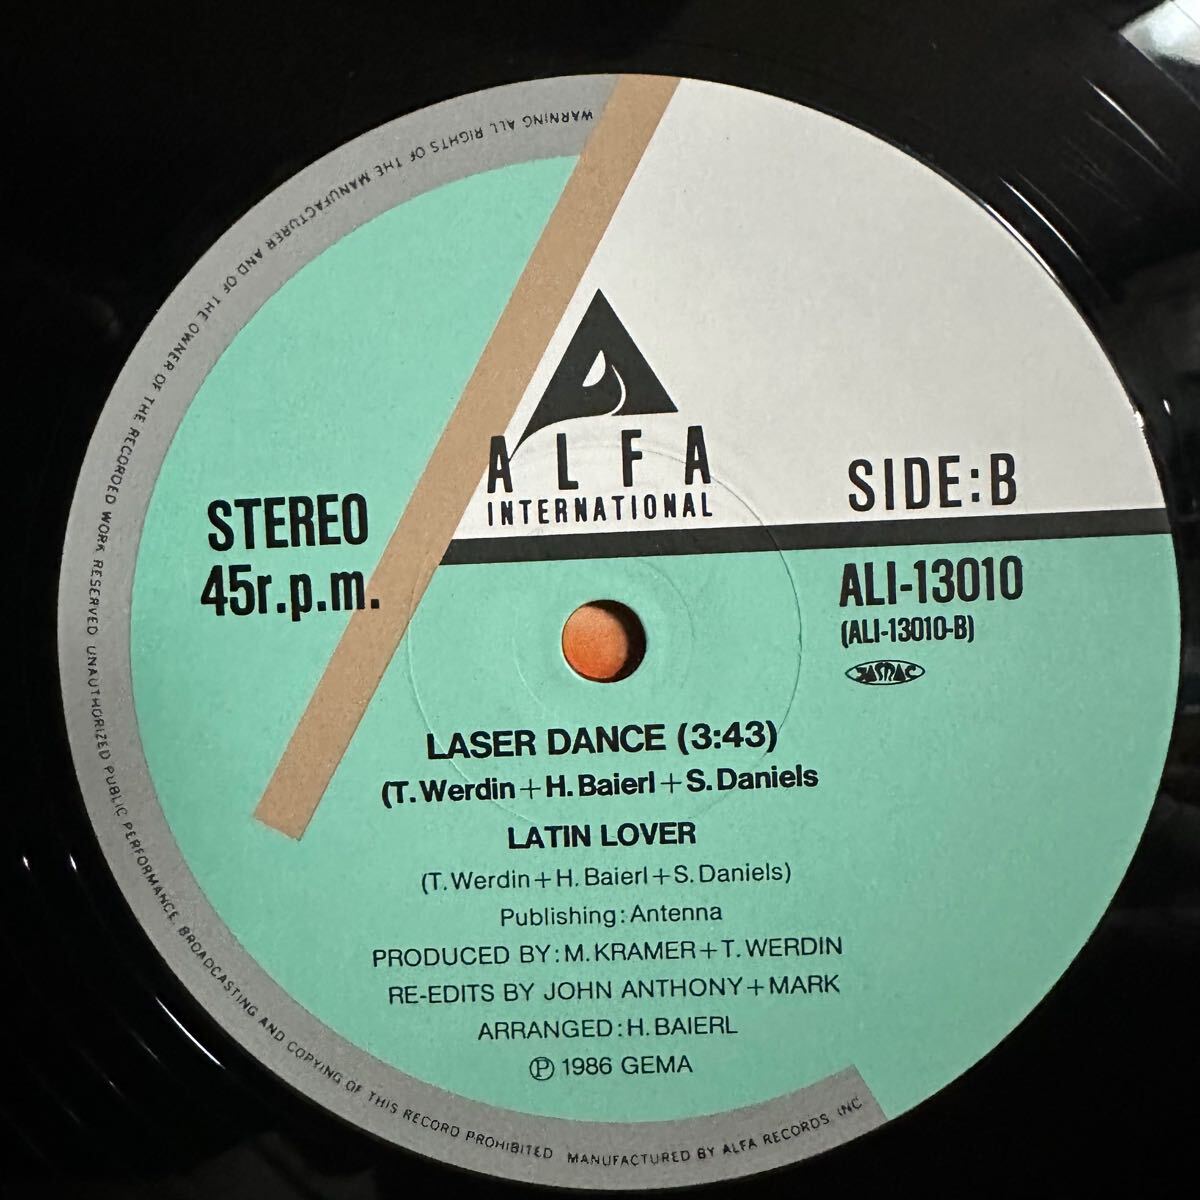 WARNING ALL RIGHTS OF THE MANUFACTURER AND OF THE OWNER OF THE RECORDED WORK RESERVED UNAUTHORIZED PUBLIC PERFORMANCE, BROADCASTING AND COPYING OF THIS RECORD PROHIBITED MANUFACTURED BY ALFA RECORDS INC
ALFA
INTERNATIONAL
SIDE:B
STEREO
45r.p.m.
ALI-13010
(ALI-13010-B)
JASRAC
LASER DANCE (3:43)
(T. Werdin+H. Baierl+S. Daniels
LATIN LOVER
(T. Werdin+H. Baierl+S. Daniels)
Publishing: Antenna
PRODUCED BY: M. KRAMER+T. WERDIN
RE-EDITS BY JOHN ANTHONY+MARK
ARRANGED: H. BAIERL
Ⓟ 1986 GEMA